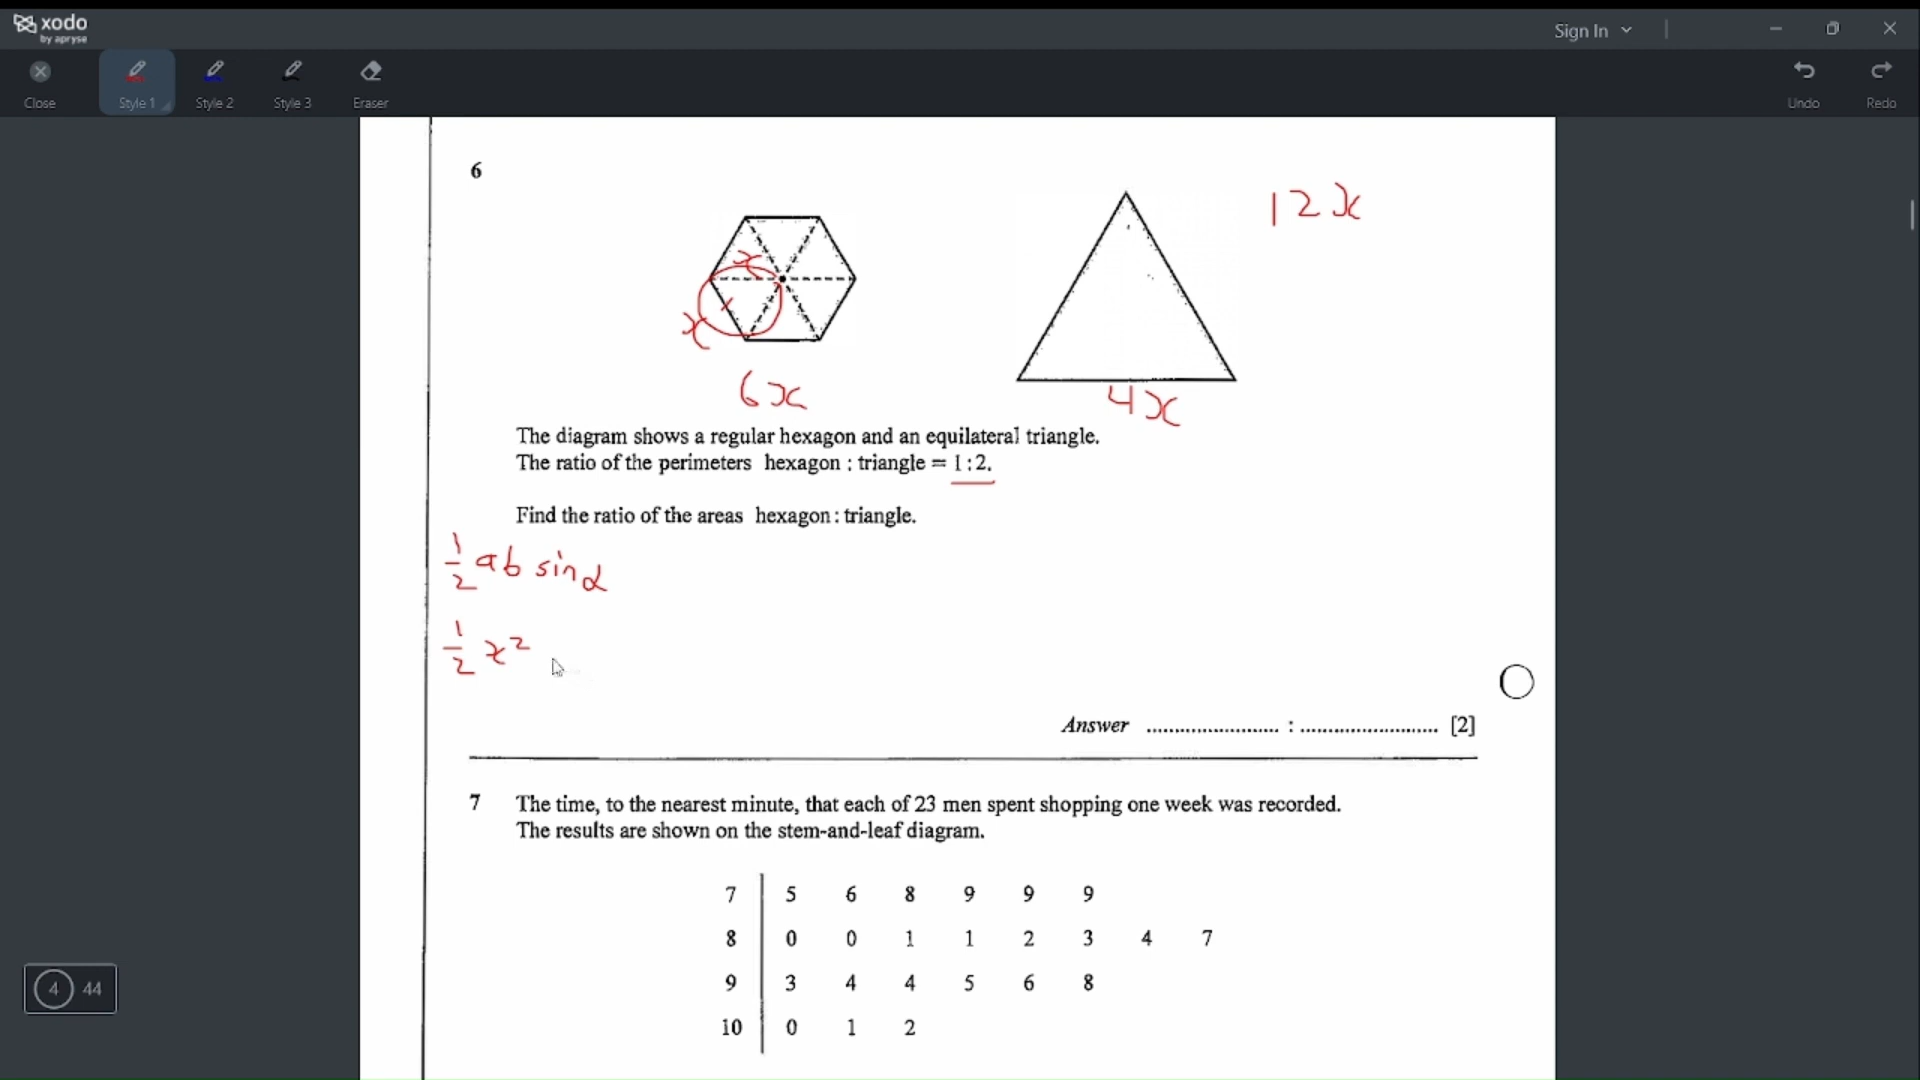 xodo
by apryse
Sign In
Close
Style 1
Style 2
Style 3
Eraser
Undo
Redo
6
12x
x
x
6x
4x
The diagram shows a regular hexagon and an equilateral triangle.
The ratio of the perimeters hexagon : triangle = 1 : 2.
Find the ratio of the areas hexagon : triangle.
1/2 ab sin α
1/2 x²
Answer ........................ : ......................... [2]
7 The time, to the nearest minute, that each of 23 men spent shopping one week was recorded.
The results are shown on the stem-and-leaf diagram.
7 | 5 6 8 9 9 9
8 | 0 0 1 1 2 3 4 7
9 | 3 4 4 5 6 8
10 | 0 1 2
4 44